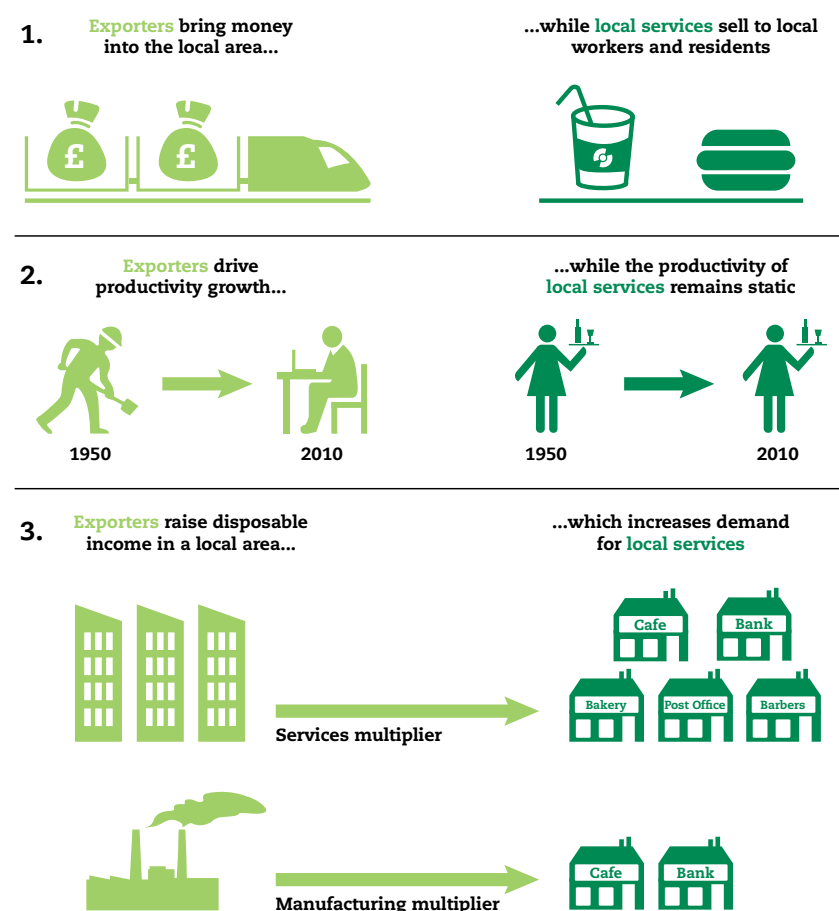 1.
Exporters bring money
into the local area...
...while local services sell to local
workers and residents
£
£
2.
Exporters drive
productivity growth...
...while the productivity of
local services remains static
1950
2010
1950
2010
3.
Exporters raise disposable
income in a local area...
...which increases demand
for local services
Cafe
Bank
Bakery
Post Office
Barbers
Services multiplier
Cafe
Bank
Manufacturing multiplier